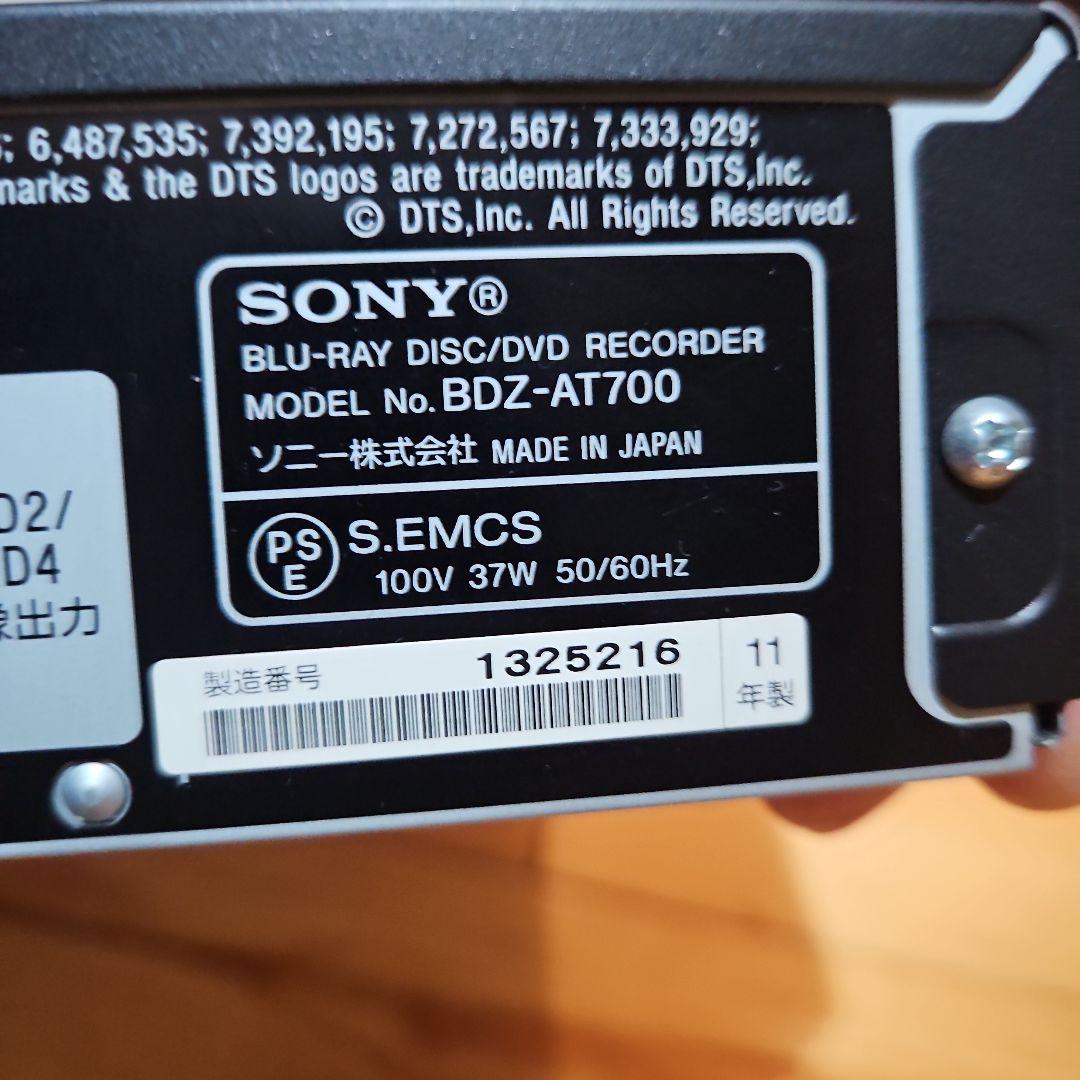 ; 6,487,535; 7,392,195; 7,272,567; 7,333,929;
marks & the DTS logos are trademarks of DTS,Inc.
© DTS,Inc. All Rights Reserved.
SONY®
BLU-RAY DISC/DVD RECORDER
MODEL No. BDZ-AT700
ソニー株式会社 MADE IN JAPAN
D2/
D4
像出力
PS
E
S.EMCS
100V 37W 50/60Hz
製造番号 1325216
11
年製